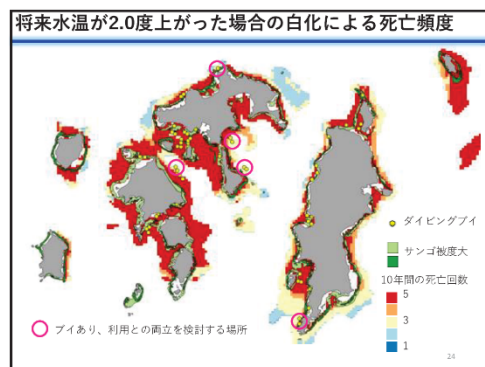 将来水温が2.0度上がった場合の白化による死亡頻度
ダイビングブイ
サンゴ被度大
10年間の死亡回数
5
3
1
ブイあり、利用との両立を検討する場所
24